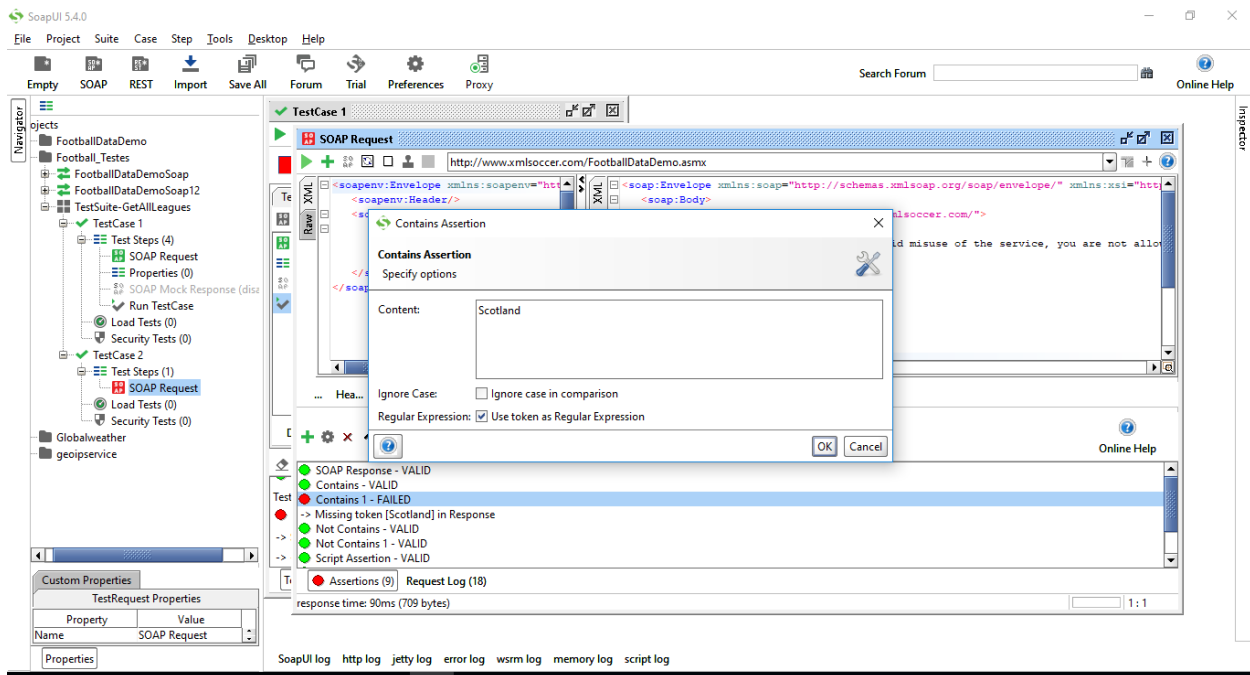 SoapUI 5.4.0
File Project Suite Case Step Tools Desktop Help
Empty SOAP REST Import Save All Forum Trial Preferences Proxy
Search Forum
Online Help
Navigator
Inspector
ojects
FootballDataDemo
Football_Testes
FootballDataDemoSoap
FootballDataDemoSoap12
TestSuite-GetAllLeagues
TestCase 1
Test Steps (4)
SOAP Request
Properties (0)
SOAP Mock Response (disa
Run TestCase
Load Tests (0)
Security Tests (0)
TestCase 2
Test Steps (1)
SOAP Request
Load Tests (0)
Security Tests (0)
Globalweather
geoipservice
Custom Properties
TestRequest Properties
Property Value
Name SOAP Request
Properties
TestCase 1
SOAP Request
http://www.xmlsoccer.com/FootballDataDemo.asmx
Te
XML
Raw
<soapenv:Envelope xmlns:soapenv="htt
<soapenv:Header/>
<so
</s
</soap
XML
<soap:Envelope xmlns:soap="http://schemas.xmlsoap.org/soap/envelope/" xmlns:xsi="http
<soap:Body>
mlsoccer.com/">
id misuse of the service, you are not allo
... Hea...
Contains Assertion
Contains Assertion
Specify options
Content: Scotland
Ignore Case: Ignore case in comparison
Regular Expression: Use token as Regular Expression
OK Cancel
Online Help
SOAP Response - VALID
Contains - VALID
Contains 1 - FAILED
-> Missing token [Scotland] in Response
Not Contains - VALID
Not Contains 1 - VALID
Script Assertion - VALID
Test
->
->
Assertions (9) Request Log (18)
response time: 90ms (709 bytes)
1 : 1
SoapUI log http log jetty log error log wsrm log memory log script log